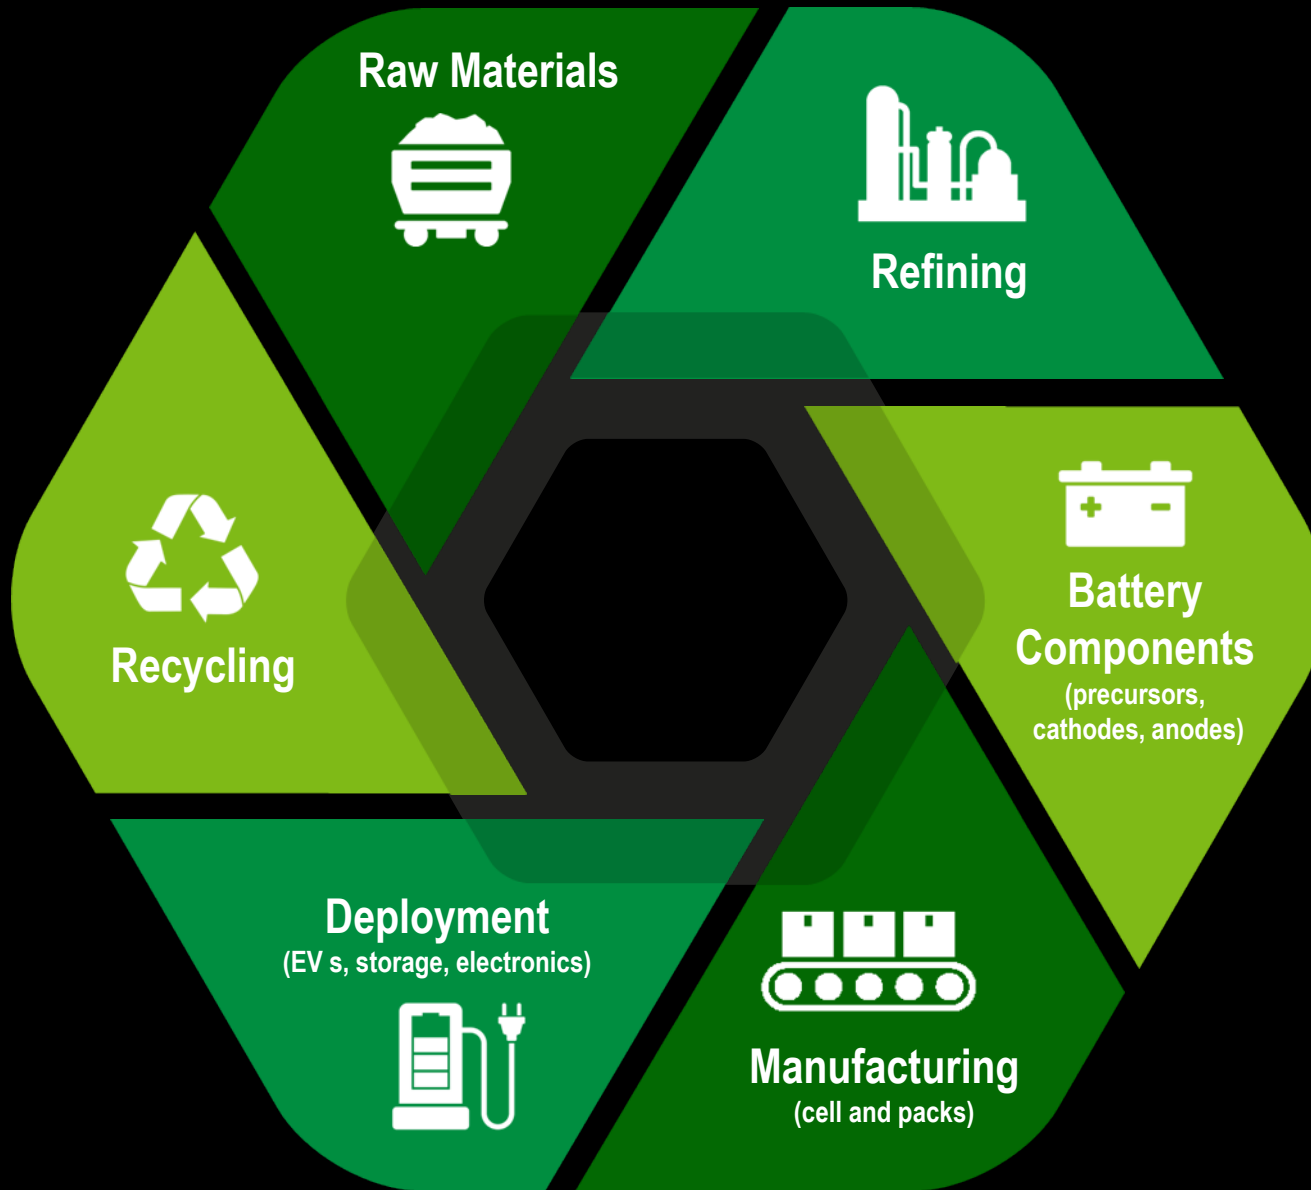 Raw Materials
Refining
Battery
Components
(precursors,
cathodes, anodes)
Manufacturing
(cell and packs)
Deployment
(EV s, storage, electronics)
Recycling